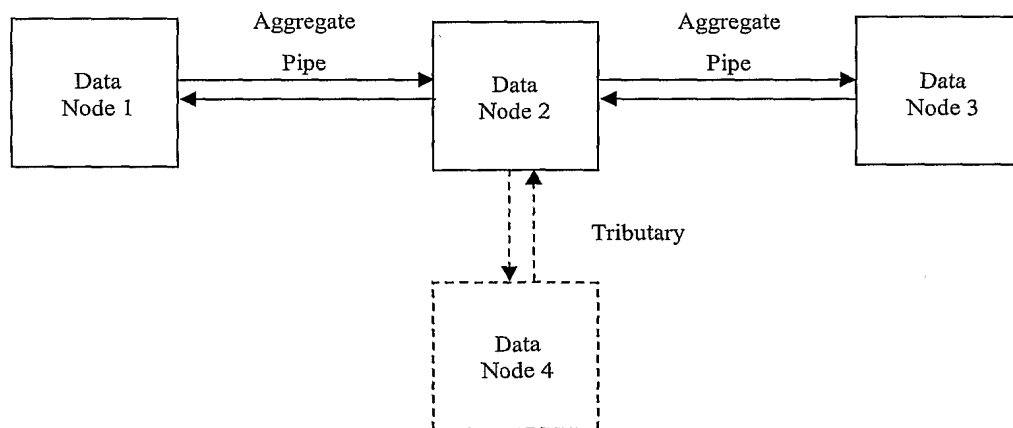 Aggregate
Aggregate
Pipe
Pipe
Data
Node 1
Data
Node 2
Data
Node 3
Tributary
Data
Node 4